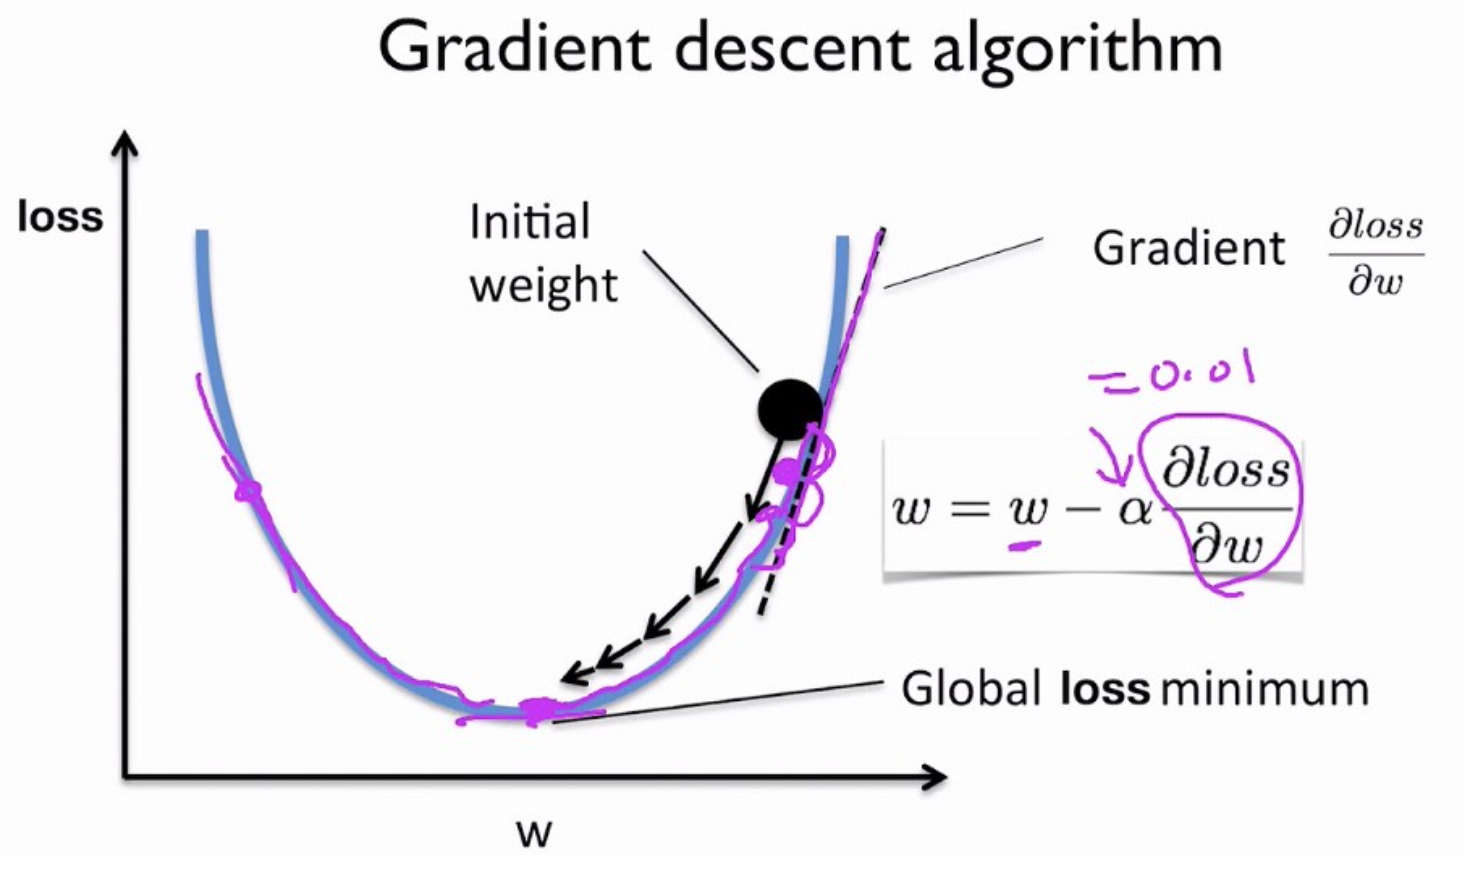 Gradient descent algorithm
loss
Initial
weight
Gradient ∂loss/∂w
= 0.01
w = w − α ∂loss/∂w
Global loss minimum
w